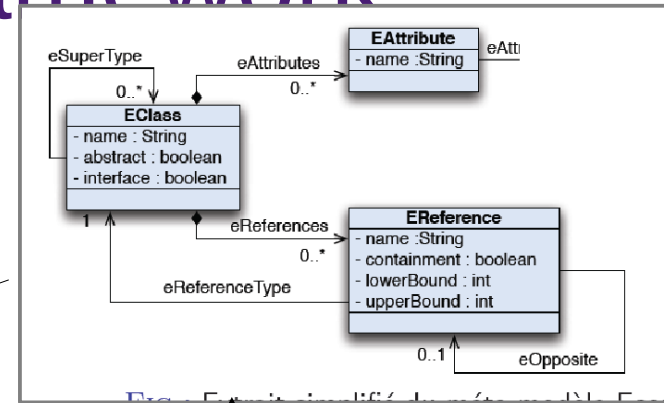 EAttribute
- name :String
eAttri
eSuperType
eAttributes
0..*
0..*
EClass
- name : String
- abstract : boolean
- interface : boolean
1
eReferences
0..*
EReference
- name :String
- containment : boolean
- lowerBound : int
- upperBound : int
eReferenceType
0..1
eOpposite